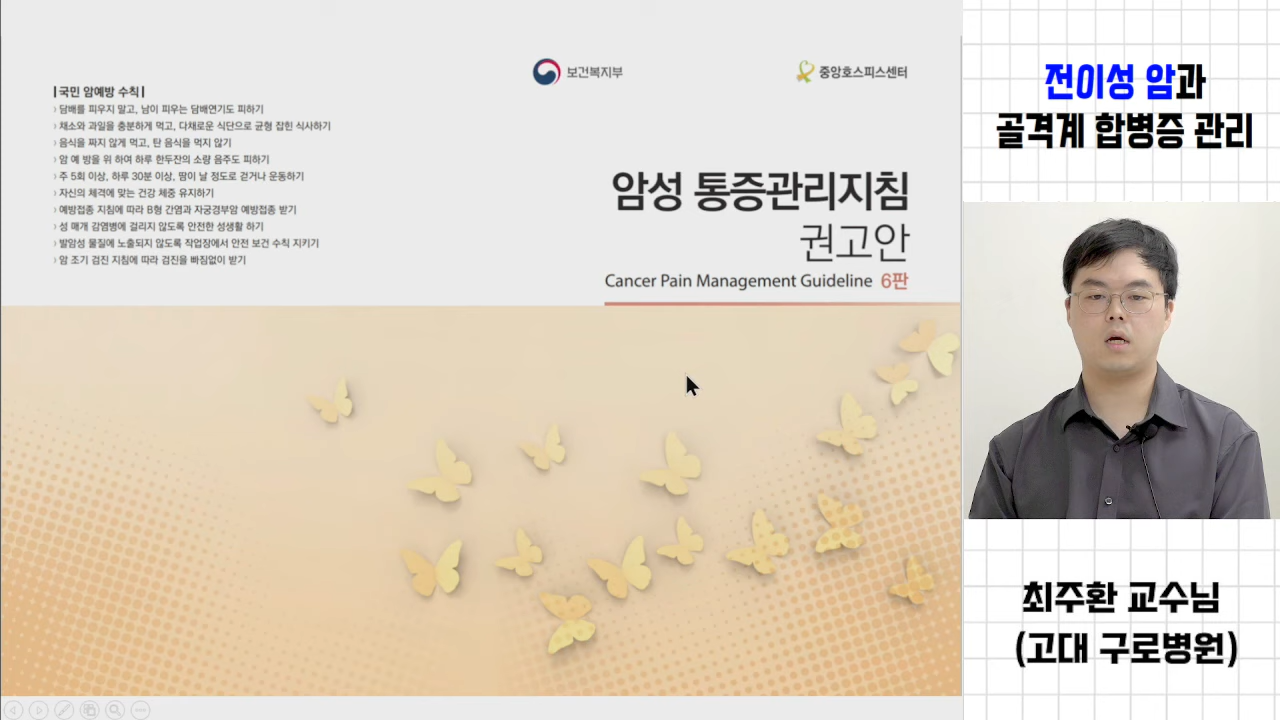 보건복지부
중앙호스피스센터
|국민 암예방 수칙|
› 담배를 피우지 말고, 남이 피우는 담배연기도 피하기
› 채소와 과일을 충분하게 먹고, 다채로운 식단으로 균형 잡힌 식사하기
› 음식을 짜지 않게 먹고, 탄 음식을 먹지 않기
› 암 예 방을 위 하여 하루 한두잔의 소량 음주도 피하기
› 주 5회 이상, 하루 30분 이상, 땀이 날 정도로 걷거나 운동하기
› 자신의 체격에 맞는 건강 체중 유지하기
› 예방접종 지침에 따라 B형 간염과 자궁경부암 예방접종 받기
› 성 매개 감염병에 걸리지 않도록 안전한 성생활 하기
› 발암성 물질에 노출되지 않도록 작업장에서 안전 보건 수칙 지키기
› 암 조기 검진 지침에 따라 검진을 빠짐없이 받기
암성 통증관리지침
권고안
Cancer Pain Management Guideline 6판
전이성 암과
골격계 합병증 관리
최주환 교수님
(고대 구로병원)